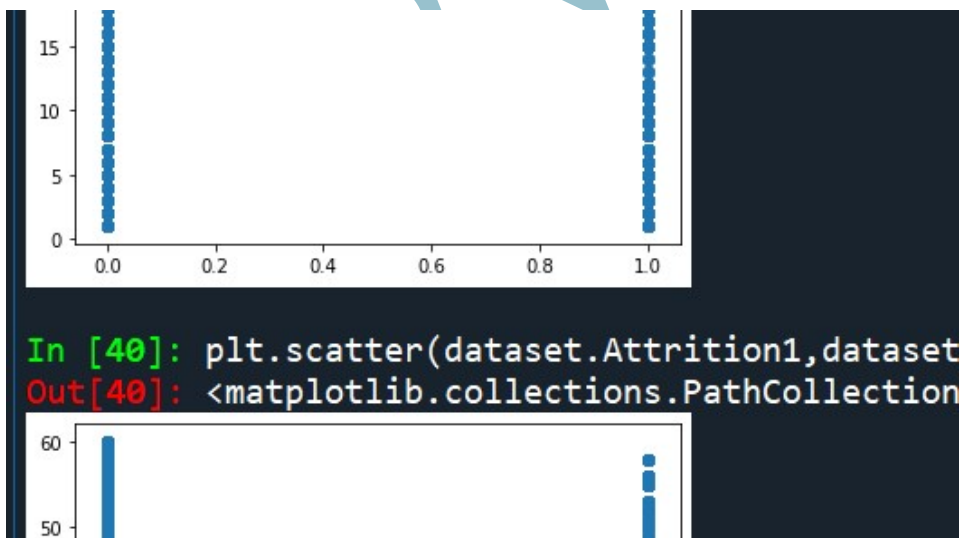 15
10
5
0
0.0 0.2 0.4 0.6 0.8 1.0
In [40]: plt.scatter(dataset.Attrition1,dataset
Out[40]: <matplotlib.collections.PathCollection
60
50